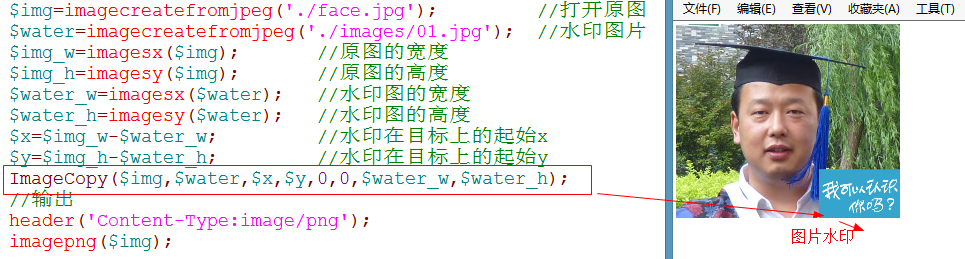 $img=imagecreatefromjpeg('./face.jpg'); //打开原图
$water=imagecreatefromjpeg('./images/01.jpg'); //水印图片
$img_w=imagesx($img); //原图的宽度
$img_h=imagesy($img); //原图的高度
$water_w=imagesx($water); //水印图的宽度
$water_h=imagesy($water); //水印图的高度
$x=$img_w-$water_w; //水印在目标上的起始x
$y=$img_h-$water_h; //水印在目标上的起始y
ImageCopy($img,$water,$x,$y,0,0,$water_w,$water_h);
//输出
header('Content-Type:image/png');
imagepng($img);
文件(F) 编辑(E) 查看(V) 收藏夹(A) 工具(T)
我可以认识
你吗?
图片水印